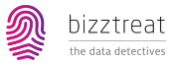 bizztreat
the data detectives